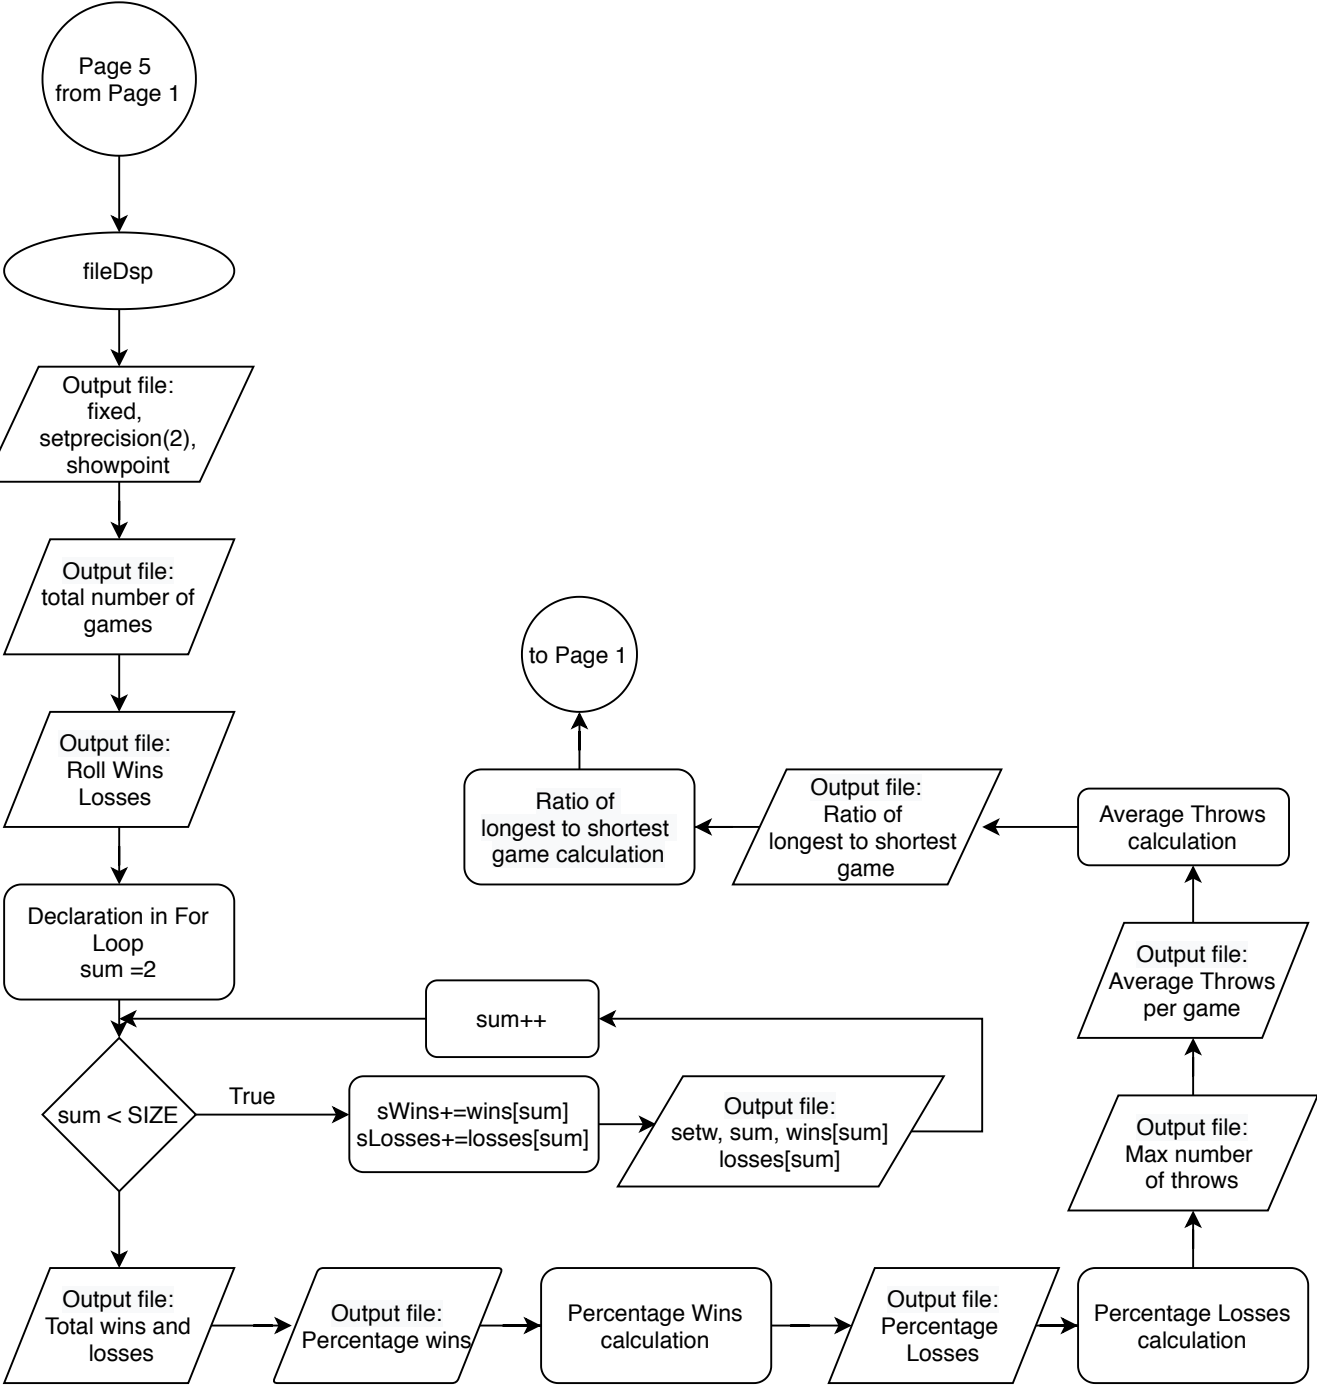 Page 5
from Page 1
fileDsp
Output file:
fixed,
setprecision(2),
showpoint
Output file:
total number of
games
Output file:
Roll Wins
Losses
Declaration in For
Loop
sum =2
sum < SIZE
True
sWins+=wins[sum]
sLosses+=losses[sum]
Output file:
setw, sum, wins[sum]
losses[sum]
sum++
Output file:
Total wins and
losses
Output file:
Percentage wins
Percentage Wins
calculation
Output file:
Percentage
Losses
Percentage Losses
calculation
Output file:
Max number
of throws
Output file:
Average Throws
per game
Average Throws
calculation
Output file:
Ratio of
longest to shortest
game
Ratio of
longest to shortest
game calculation
to Page 1